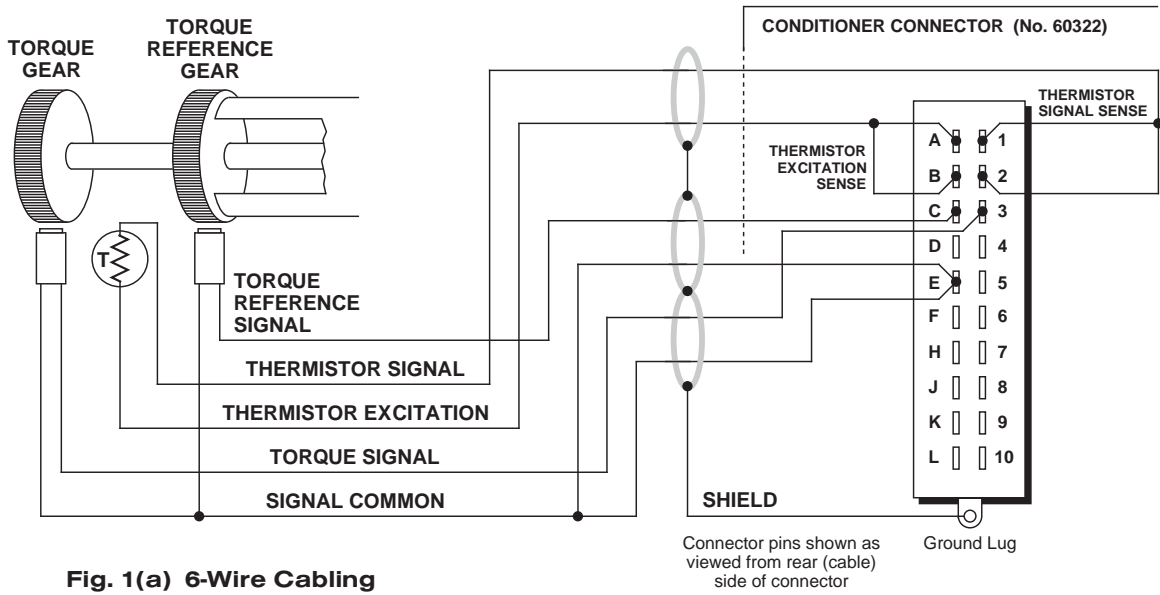 CONDITIONER CONNECTOR (No. 60322)
TORQUE
GEAR
TORQUE
REFERENCE
GEAR
THERMISTOR
SIGNAL SENSE
THERMISTOR
EXCITATION
SENSE
A 1
B 2
C 3
D 4
E 5
F 6
H 7
J 8
K 9
L 10
T
TORQUE
REFERENCE
SIGNAL
THERMISTOR SIGNAL
THERMISTOR EXCITATION
TORQUE SIGNAL
SIGNAL COMMON
SHIELD
Connector pins shown as
viewed from rear (cable)
side of connector
Ground Lug
Fig. 1(a) 6-Wire Cabling